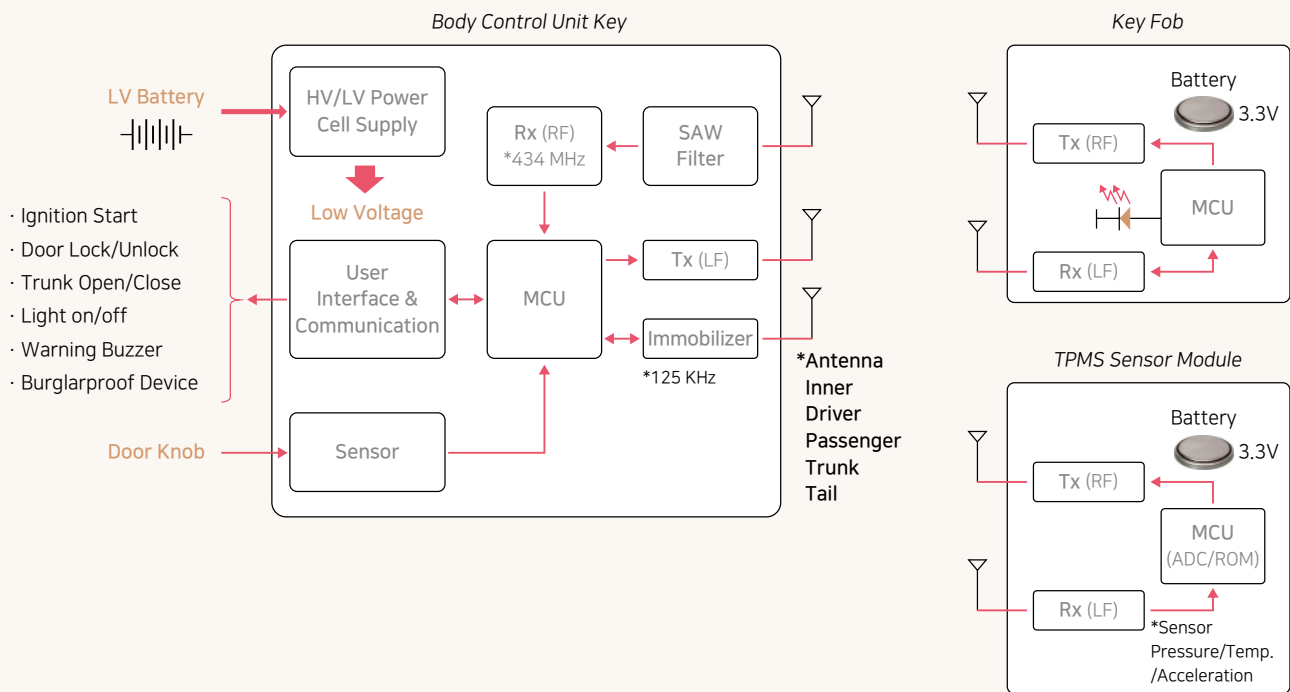 Body Control Unit Key
LV Battery
HV/LV Power
Cell Supply
Low Voltage
Rx (RF)
*434 MHz
SAW
Filter
· Ignition Start
· Door Lock/Unlock
· Trunk Open/Close
· Light on/off
· Warning Buzzer
· Burglarproof Device
User
Interface &
Communication
MCU
Tx (LF)
Immobilizer
*125 KHz
*Antenna
Inner
Driver
Passenger
Trunk
Tail
Door Knob
Sensor
Key Fob
Battery
3.3V
Tx (RF)
MCU
Rx (LF)
TPMS Sensor Module
Battery
3.3V
Tx (RF)
MCU
(ADC/ROM)
Rx (LF)
*Sensor
Pressure/Temp.
/Acceleration